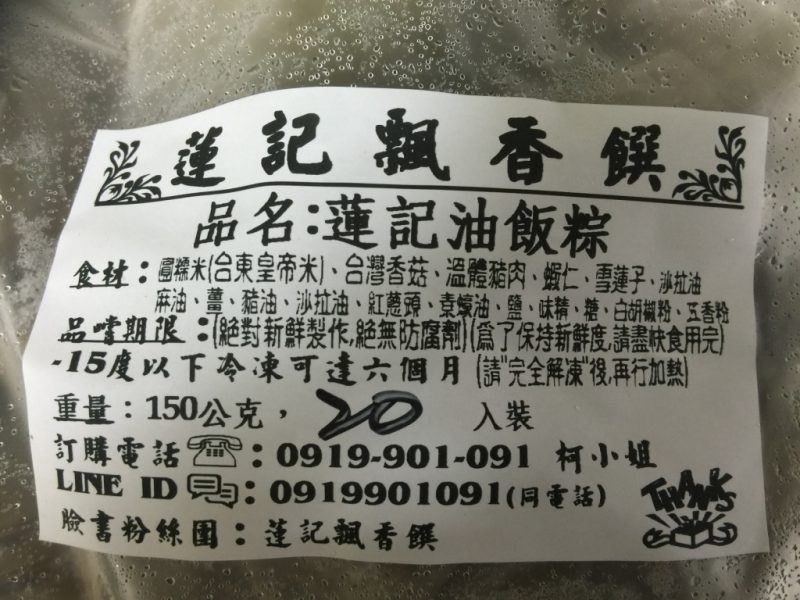 蓮記飄香饌
品名：蓮記油飯粽
食材：圓糯米(台東皇帝米)、台灣香菇、溫體豬肉、蝦仁、雪蓮子、沙拉油
麻油、薑、豬油、沙拉油、紅蔥頭、素蠔油、鹽、味精、糖、白胡椒粉、五香粉
品嚐期限：(絕對新鮮製作,絕無防腐劑)(為了保持新鮮度,請盡快食用完)
-15度以下冷凍可達六個月(請"完全解凍"後,再行加熱)
重量：150公克，20入裝
訂購電話：0919-901-091 柯小姐
LINE ID：0919901091(同電話)
THANKS
臉書粉絲團：蓮記飄香饌